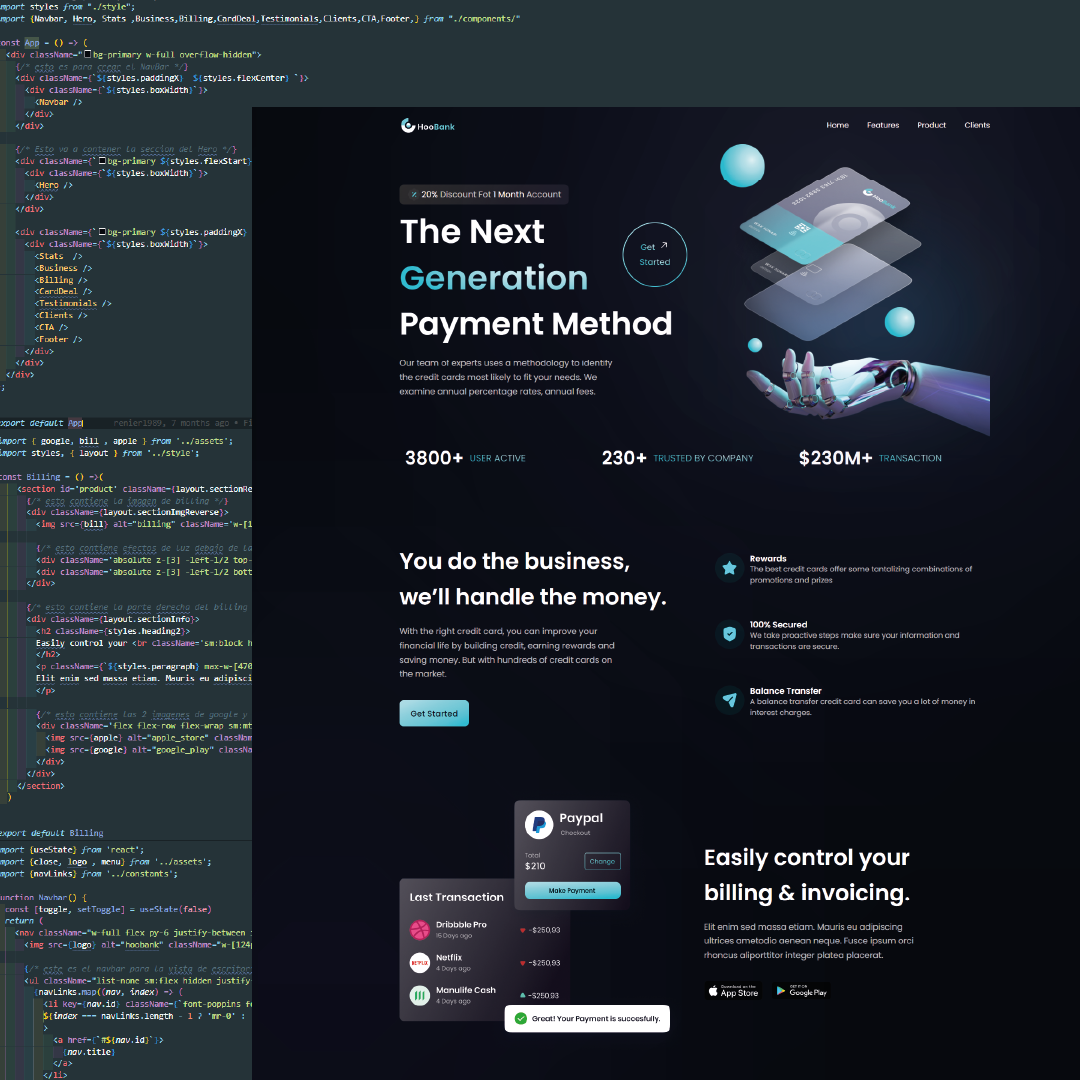 import styles from "./style";
import {Navbar, Hero, Stats ,Business,Billing,CardDeal,Testimonials,Clients,CTA,Footer,} from "./components/"
const App = () => (
<div className="bg-primary w-full overflow-hidden">
{/* esto es para crear el NavBar */}
<div className={`${styles.paddingX} ${styles.flexCenter} `}>
<div className={`${styles.boxWidth}`}>
<Navbar />
</div>
</div>
{/* Esto va a contener la seccion del Hero */}
<div className={`bg-primary ${styles.flexStart}
<div className={`${styles.boxWidth}`}>
<Hero />
</div>
</div>
<div className={`bg-primary ${styles.paddingX}
<div className={`${styles.boxWidth}`}>
<Stats />
<Business />
<Billing />
<CardDeal />
<Testimonials />
<Clients />
<CTA />
<Footer />
</div>
</div>
</div>
;
export default App renier1989, 7 months ago •
import { google, bill , apple } from '../assets';
import styles, { layout } from '../style';
const Billing = () =>(
<section id='product' className={layout.sectionRe
{/* esto contiene la imagen de billing */}
<div className={layout.sectionImgReverse}>
<img src={bill} alt="billing" className='w-[1
{/* esto contiene efectos de luz debajo de la
<div className='absolute z-[3] -left-1/2 top-
<div className='absolute z-[3] -left-1/2 bott
</div>
{/* esto contiene la parte derecha del billing
<div className={layout.sectionInfo}>
<h2 className={styles.heading2}>
Easily control your <br className='sm:block h
</h2>
<p className={`${styles.paragraph} max-w-[470
Elit enim sed massa etiam. Mauris eu adipisci
</p>
{/* esto contiene las 2 imagenes de google y
<div className='flex flex-row flex-wrap sm:mt
<img src={apple} alt="apple_store" classNam
<img src={google} alt="google_play" classNa
</div>
</div>
</section>
)
export default Billing
import {useState} from 'react';
import {close, logo , menu} from '../assets';
import {navLinks} from '../constants';
function Navbar() {
const [toggle, setToggle] = useState(false)
return (
<nav className="w-full flex py-6 justify-between
<img src={logo} alt="hoobank" className="w-[124p
{/* este es el navbar para la vista de escritor
<ul className="list-none sm:flex hidden justify
{navLinks.map((nav, index) => (
<li key={nav.id} className={`font-poppins fo
${index === navLinks.length - 1 ? 'mr-0' :
>
<a href={`#${nav.id}`}>
{nav.title}
</a>
</li>
HooBank
Home Features Product Clients
20% Discount Fot 1 Month Account
The Next
Generation
Payment Method
Get
Started
HooBank
Our team of experts uses a methodology to identify
the credit cards most likely to fit your needs. We
examine annual percentage rates, annual fees.
3800+ USER ACTIVE
230+ TRUSTED BY COMPANY
$230M+ TRANSACTION
You do the business,
we'll handle the money.
With the right credit card, you can improve your
financial life by building credit, earning rewards and
saving money. But with hundreds of credit cards on
the market.
Get Started
Rewards
The best credit cards offer some tantalizing combinations of
promotions and prizes
100% Secured
We take proactive steps make sure your information and
transactions are secure.
Balance Transfer
A balance transfer credit card can save you a lot of money in
interest charges.
Paypal
Checkout
Total
$210
Change
Make Payment
Last Transaction
Dribbble Pro
15 Days ago
-$250,93
Netflix
4 Days ago
-$250,93
NETFLIX
Manulife Cash
4 Days ago
-$250,93
Great! Your Payment is succesfully.
Easily control your
billing & invoicing.
Elit enim sed massa etiam. Mauris eu adipiscing
ultrices ametodio aenean neque. Fusce ipsum orci
rhoncus aliporttitor integer platea placerat.
Download on the
App Store
GET IT ON
Google Play